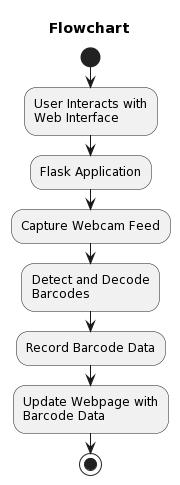 Flowchart
User Interacts with
Web Interface
Flask Application
Capture Webcam Feed
Detect and Decode
Barcodes
Record Barcode Data
Update Webpage with
Barcode Data